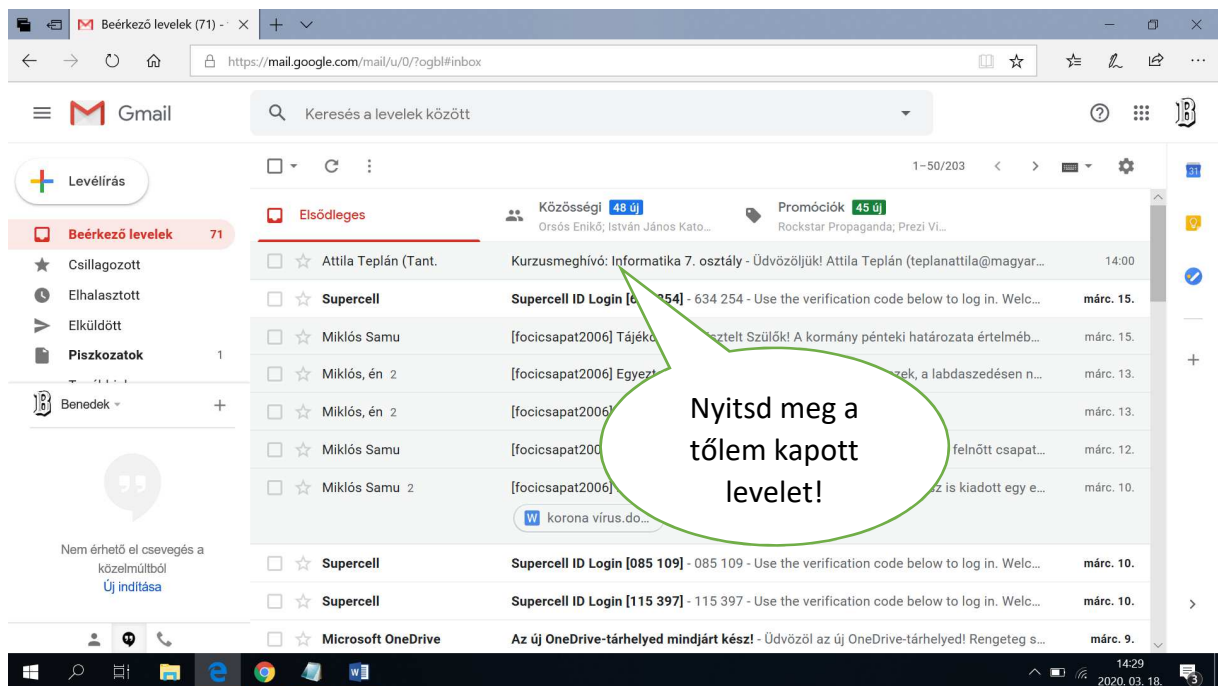 Beérkező levelek (71) -
https://mail.google.com/mail/u/0/?ogbl#inbox
Gmail
Keresés a levelek között
B
Levélírás
1–50/203
31
Elsődleges
Közösségi 48 új
Orsós Enikő; István János Kato...
Promóciók 45 új
Rockstar Propaganda; Prezi Vi...
Beérkező levelek 71
Csillagozott
Elhalasztott
Elküldött
Piszkozatok 1
Benedek
Nem érhető el csevegés a
közelmúltból
Új indítása
Attila Teplán (Tant. Kurzusmeghívó: Informatika 7. osztály - Üdvözöljük! Attila Teplán (teplanattila@magyar... 14:00
Supercell Supercell ID Login [6 254] - 634 254 - Use the verification code below to log in. Welc... márc. 15.
Miklós Samu [focicsapat2006] Tájéko Szülők! A kormány pénteki határozata értelméb... márc. 15.
Miklós, én 2 [focicsapat2006] Egyezt a labdaszedésen n... márc. 13.
Miklós, én 2 [focicsapat2006] márc. 13.
Miklós Samu [focicsapat200 felnőtt csapat... márc. 12.
Miklós Samu 2 [focicsapat2006] is kiadott egy e... márc. 10.
W korona vírus.do...
Supercell Supercell ID Login [085 109] - 085 109 - Use the verification code below to log in. Welc... márc. 10.
Supercell Supercell ID Login [115 397] - 115 397 - Use the verification code below to log in. Welc... márc. 10.
Microsoft OneDrive Az új OneDrive-tárhelyed mindjárt kész! - Üdvözöl az új OneDrive-tárhelyed! Rengeteg s... márc. 9.
Nyitsd meg a
tőlem kapott
levelet!
14:29
2020. 03. 18.
3